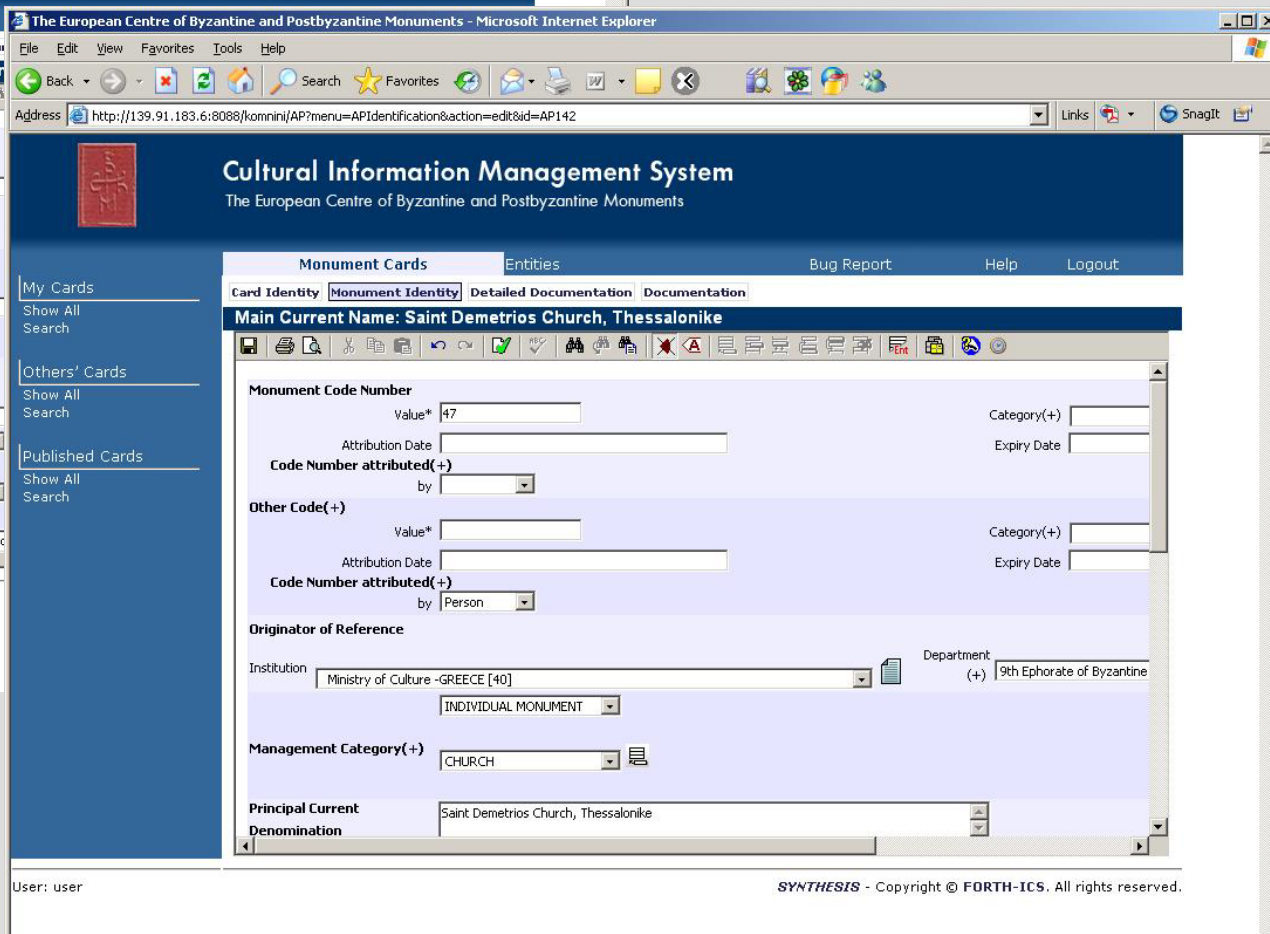 The European Centre of Byzantine and Postbyzantine Monuments - Microsoft Internet Explorer
File Edit View Favorites Tools Help
Back Search Favorites
Address http://139.91.183.6:8088/komnini/AP?menu=APIdentification&action=edit&id=AP142 Links SnagIt
Cultural Information Management System
The European Centre of Byzantine and Postbyzantine Monuments
Monument Cards Entities Bug Report Help Logout
Card Identity Monument Identity Detailed Documentation Documentation
Main Current Name: Saint Demetrios Church, Thessalonike
My Cards
Show All
Search
Others' Cards
Show All
Search
Published Cards
Show All
Search
Monument Code Number
Value* 47 Category(+)
Attribution Date Expiry Date
Code Number attributed(+)
by
Other Code(+)
Value* Category(+)
Attribution Date Expiry Date
Code Number attributed(+)
by Person
Originator of Reference
Institution Ministry of Culture -GREECE [40] Department (+) 9th Ephorate of Byzantine
INDIVIDUAL MONUMENT
Management Category(+) CHURCH
Principal Current Denomination Saint Demetrios Church, Thessalonike
User: user SYNTHESIS - Copyright © FORTH-ICS. All rights reserved.